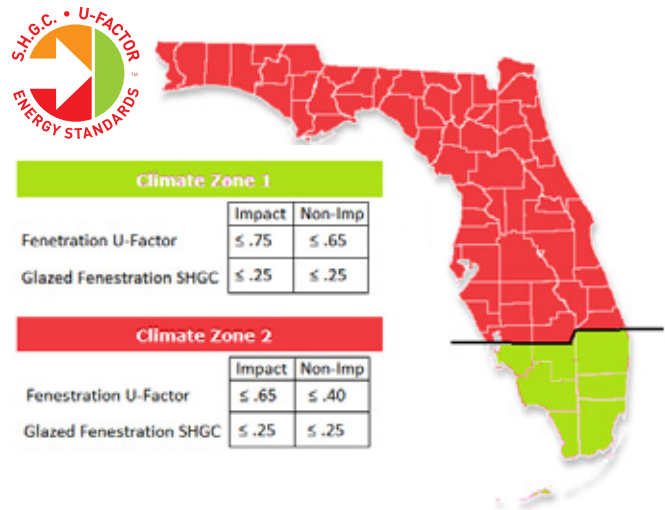 S.H.G.C. • U-FACTOR
ENERGY STANDARDS
™
Climate Zone 1
Impact Non-Imp
Fenetration U-Factor ≤ .75 ≤ .65
Glazed Fenestration SHGC ≤ .25 ≤ .25
Climate Zone 2
Impact Non-Imp
Fenestration U-Factor ≤ .65 ≤ .40
Glazed Fenestration SHGC ≤ .25 ≤ .25